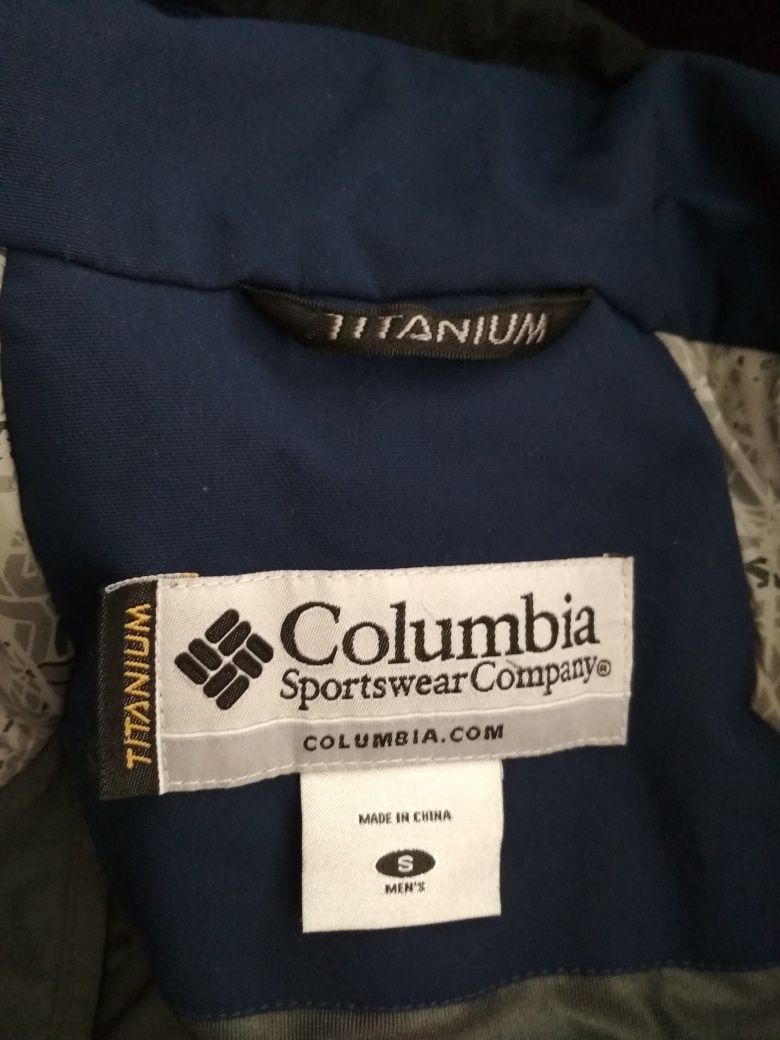 TITANIUM
TITANIUM
Columbia
Sportswear Company®
COLUMBIA.COM
MADE IN CHINA
S
MEN'S